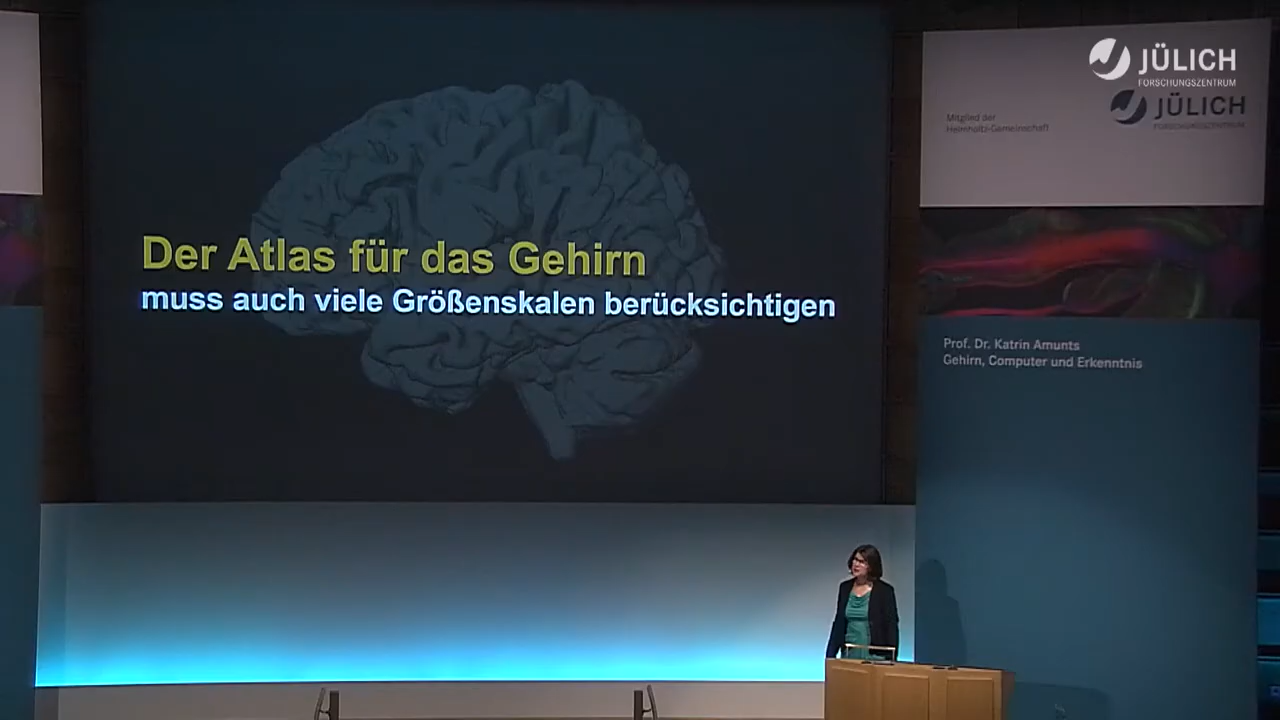 Der Atlas für das Gehirn
muss auch viele Größenskalen berücksichtigen
JÜLICH
FORSCHUNGSZENTRUM
Mitglied der
Helmholtz-Gemeinschaft
JÜLICH
FORSCHUNGSZENTRUM
Prof. Dr. Katrin Amunts
Gehirn, Computer und Erkenntnis